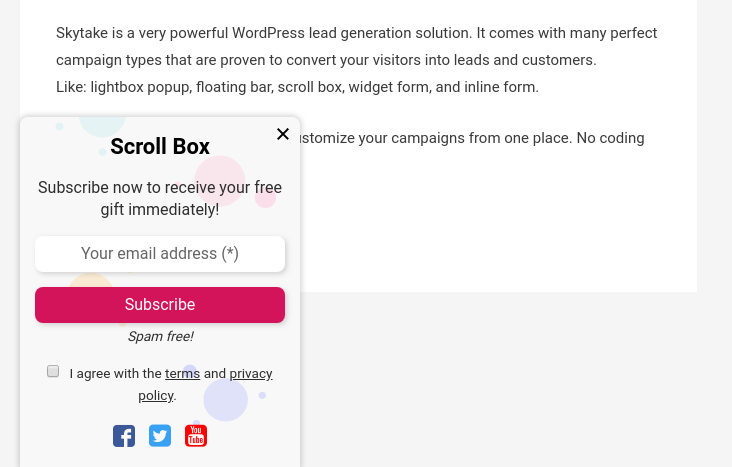 Skytake is a very powerful WordPress lead generation solution. It comes with many perfect
campaign types that are proven to convert your visitors into leads and customers.
Like: lightbox popup, floating bar, scroll box, widget form, and inline form.
your campaigns from one place. No coding
Scroll Box
Subscribe now to receive your free
gift immediately!
Your email address (*)
Subscribe
Spam free!
I agree with the terms and privacy
policy.
You
Tube